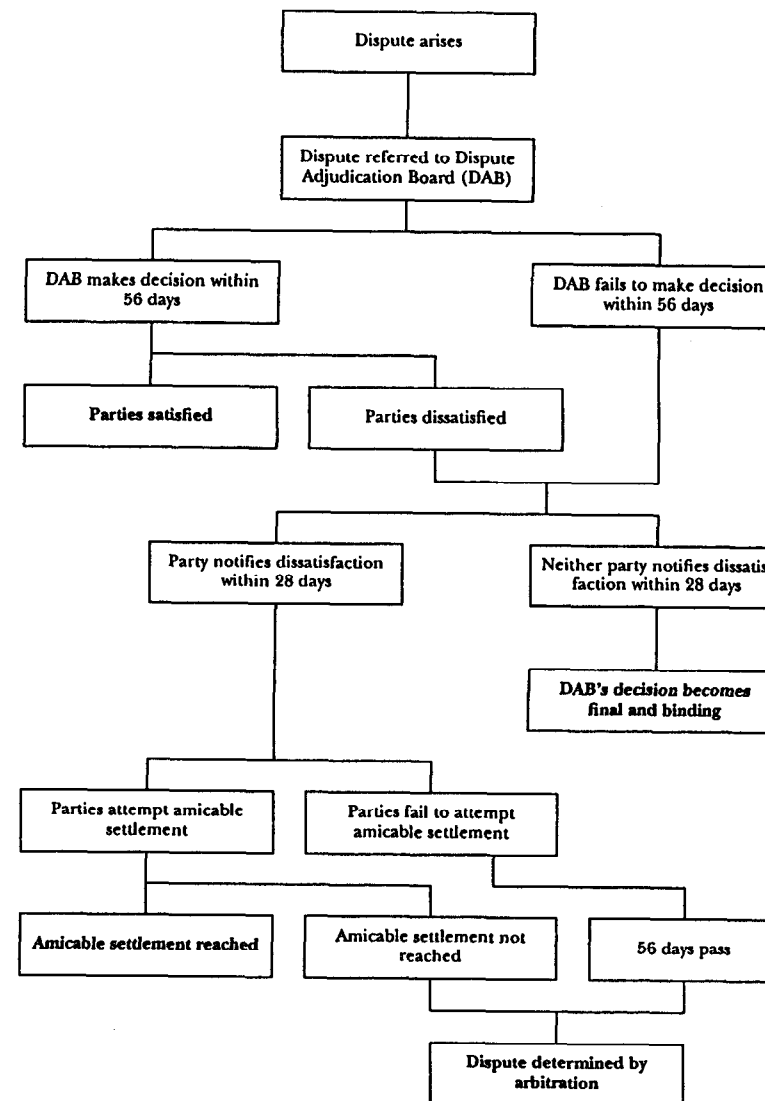 Dispute arises
Dispute referred to Dispute
Adjudication Board (DAB)
DAB makes decision within
56 days
DAB fails to make decision
within 56 days
Parties satisfied
Parties dissatisfied
Party notifies dissatisfaction
within 28 days
Neither party notifies dissatis
faction within 28 days
DAB's decision becomes
final and binding
Parties attempt amicable
settlement
Parties fail to attempt
amicable settlement
Amicable settlement reached
Amicable settlement not
reached
56 days pass
Dispute determined by
arbitration